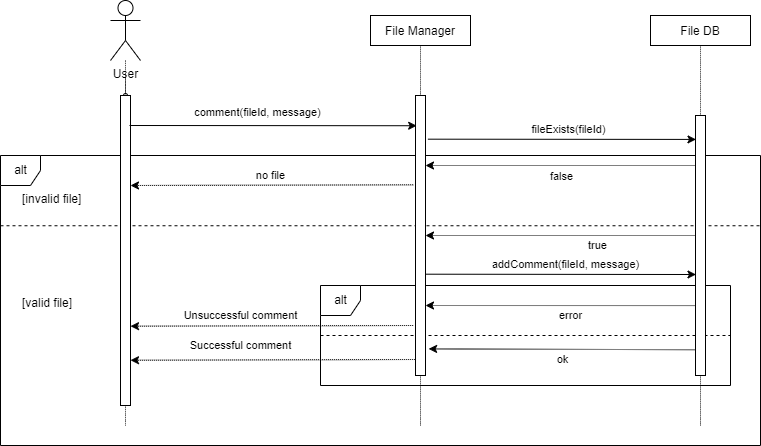 User
File Manager
File DB
comment(fileId, message)
fileExists(fileId)
alt
false
no file
[invalid file]
true
addComment(fileId, message)
[valid file]
alt
error
Unsuccessful comment
Successful comment
ok